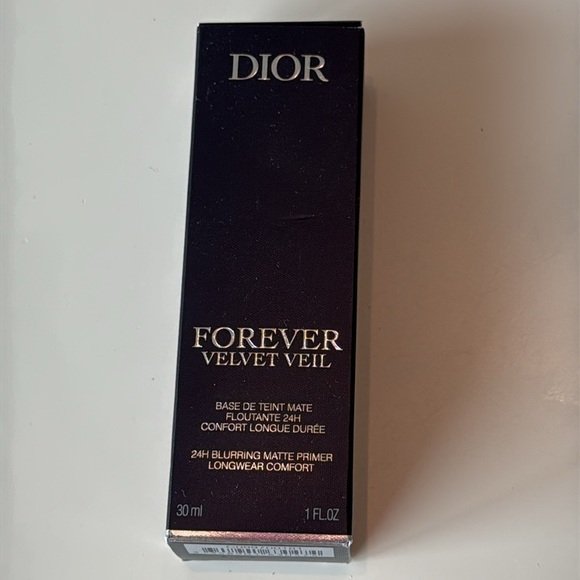 DIOR
FOREVER
VELVET VEIL
BASE DE TEINT MATE
FLOUTANTE 24H
CONFORT LONGUE DURÉE
24H BLURRING MATTE PRIMER
LONGWEAR COMFORT
30 ml 1 FL.OZ